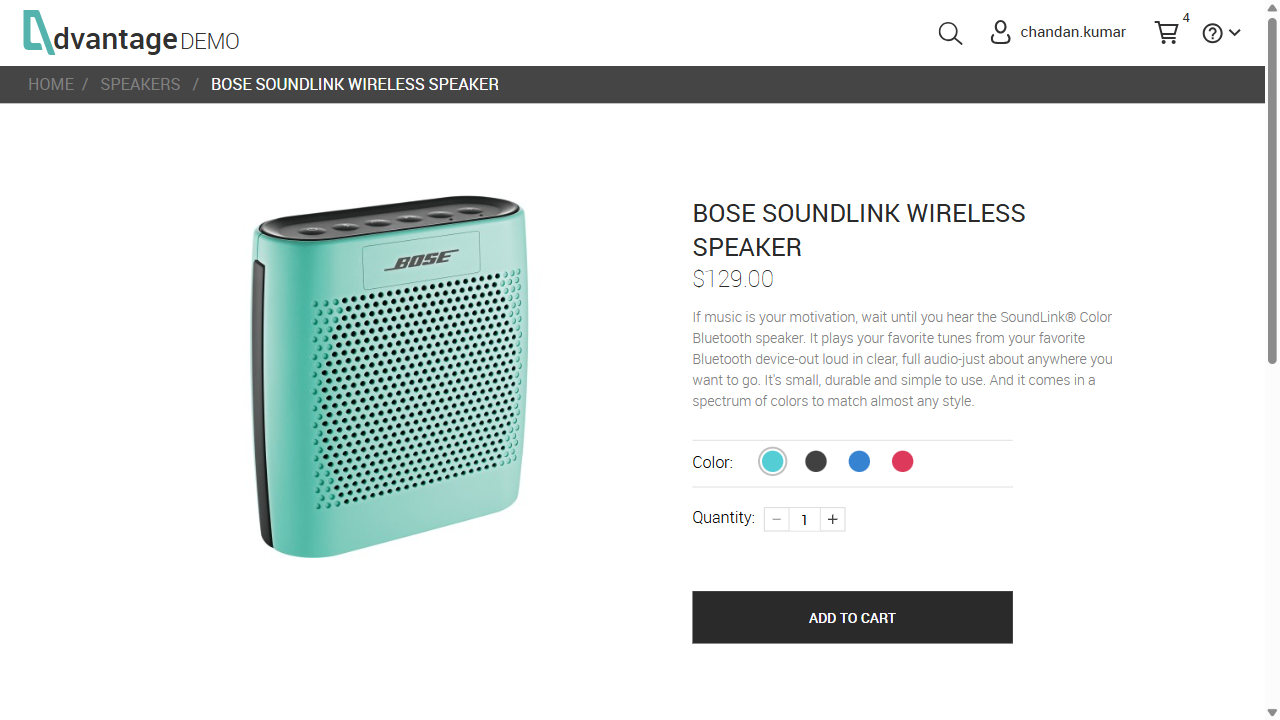 dvantage DEMO
chandan.kumar
4
HOME / SPEAKERS / BOSE SOUNDLINK WIRELESS SPEAKER
BOSE
BOSE SOUNDLINK WIRELESS
SPEAKER
$129.00
If music is your motivation, wait until you hear the SoundLink® Color
Bluetooth speaker. It plays your favorite tunes from your favorite
Bluetooth device-out loud in clear, full audio-just about anywhere you
want to go. It's small, durable and simple to use. And it comes in a
spectrum of colors to match almost any style.
Color:
Quantity: − 1 +
ADD TO CART